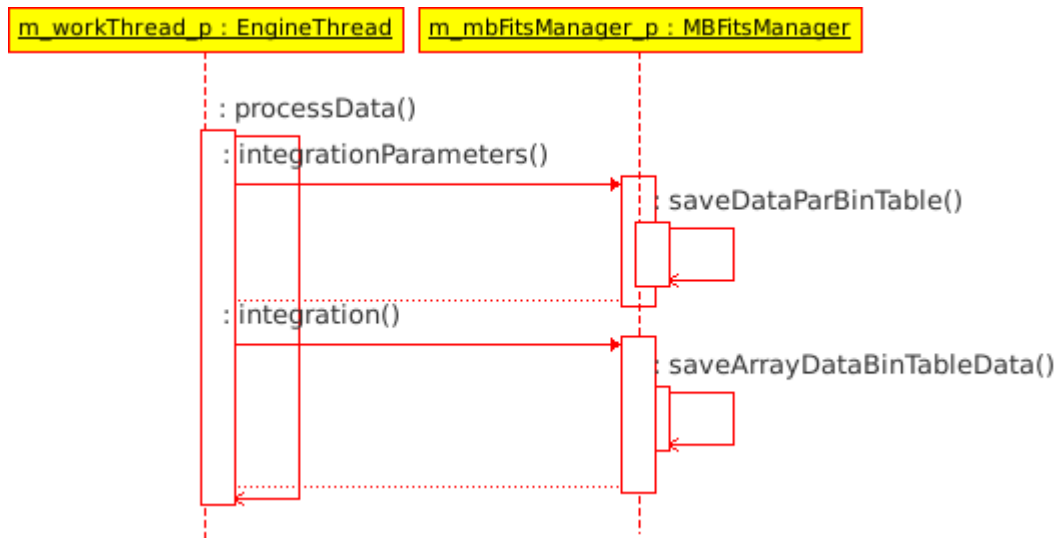 m_workThread_p : EngineThread
m_mbFitsManager_p : MBFitsManager
: processData()
: integrationParameters()
: saveDataParBinTable()
: integration()
: saveArrayDataBinTableData()